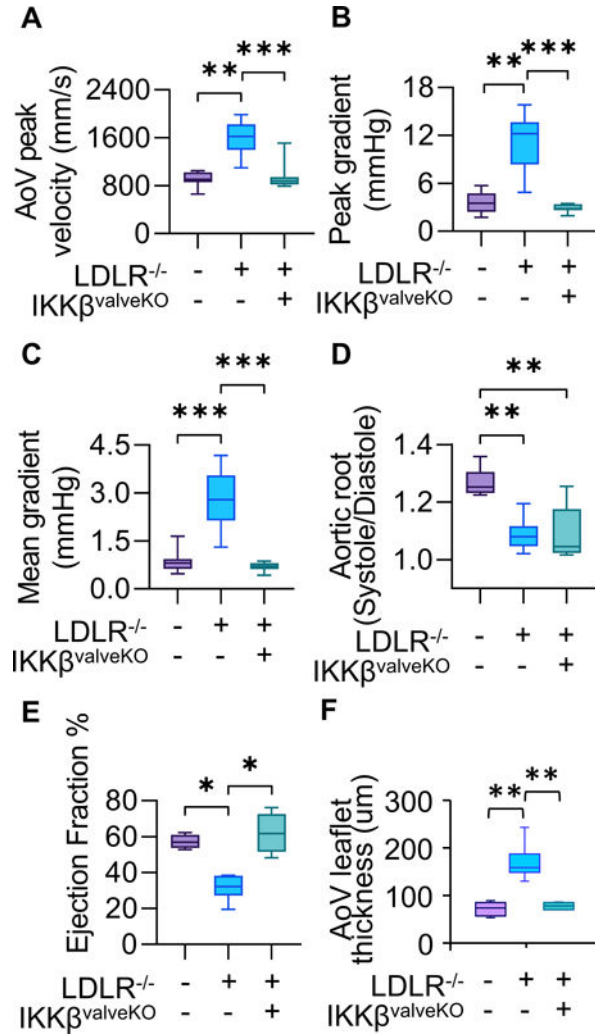 A
AoV peak
velocity (mm/s)
** ***
2400
1600
800
0
LDLR-/- - + +
IKKβvalveKO - - +
B
Peak gradient
(mmHg)
** ***
12
18
6
0
LDLR-/- - + +
IKKβvalveKO - - +
C
Mean gradient
(mmHg)
*** ***
4.5
3.0
1.5
0.0
LDLR-/- - + +
IKKβvalveKO - - +
D
Aortic root
(Systole/Diastole)
**
**
1.4
1.2
1.0
LDLR-/- - + +
IKKβvalveKO - - +
E
Ejection Fraction %
* *
80
60
40
20
0
LDLR-/- - + +
IKKβvalveKO - - +
F
AoV leaflet
thickness (um)
** **
300
200
100
0
LDLR-/- - + +
IKKβvalveKO - - +